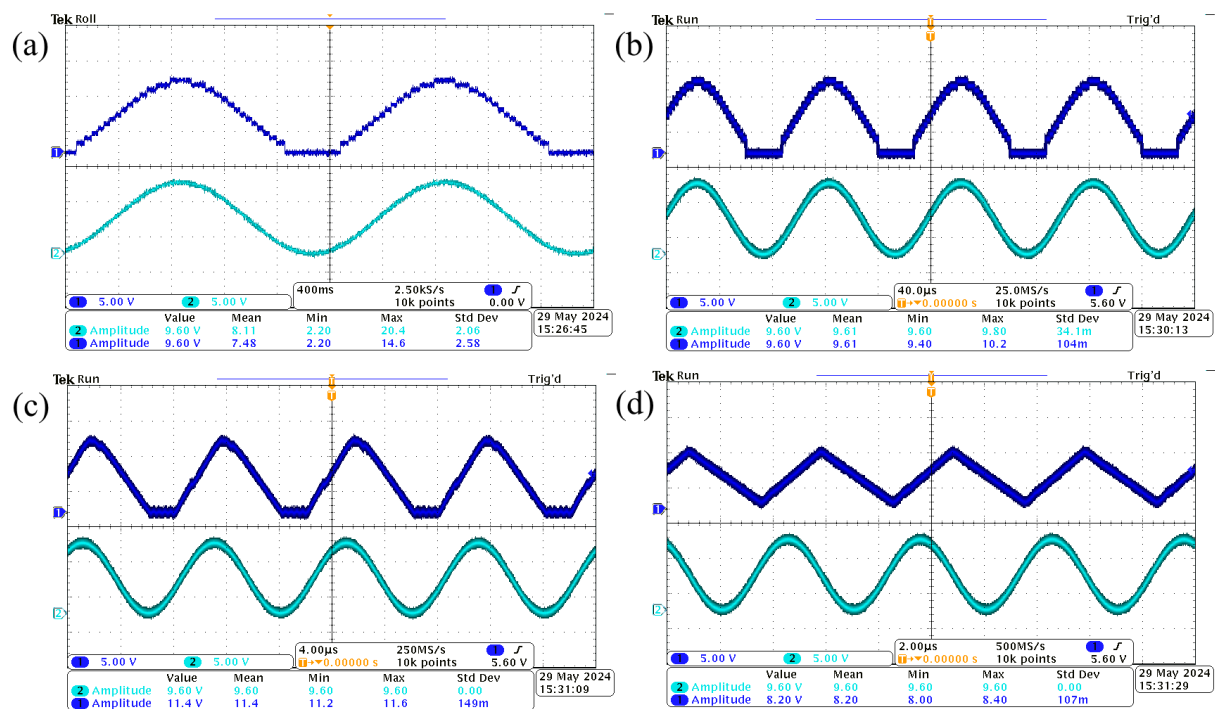 (a)
Tek Roll
1
2
1 5.00 V 2 5.00 V 400ms 2.50kS/s 1
10k points 0.00 V
Value Mean Min Max Std Dev
2 Amplitude 9.60 V 8.11 2.20 20.4 2.06
1 Amplitude 9.60 V 7.48 2.20 14.6 2.58
29 May 2024
15:26:45
(b)
Tek Run Trig'd
T
T
1
2
1 5.00 V 2 5.00 V 40.0µs 25.0MS/s 1
T→▼0.00000 s 10k points 5.60 V
Value Mean Min Max Std Dev
2 Amplitude 9.60 V 9.61 9.60 9.80 34.1m
1 Amplitude 9.60 V 9.61 9.40 10.2 104m
29 May 2024
15:30:13
(c)
Tek Run Trig'd
T
T
1
2
1 5.00 V 2 5.00 V 4.00µs 250MS/s 1
T→▼0.00000 s 10k points 5.60 V
Value Mean Min Max Std Dev
2 Amplitude 9.60 V 9.60 9.60 9.60 0.00
1 Amplitude 11.4 V 11.4 11.2 11.6 149m
29 May 2024
15:31:09
(d)
Tek Run Trig'd
T
T
1
2
1 5.00 V 2 5.00 V 2.00µs 500MS/s 1
T→▼0.00000 s 10k points 5.60 V
Value Mean Min Max Std Dev
2 Amplitude 9.60 V 9.60 9.60 9.60 0.00
1 Amplitude 8.20 V 8.20 8.00 8.40 107m
29 May 2024
15:31:29